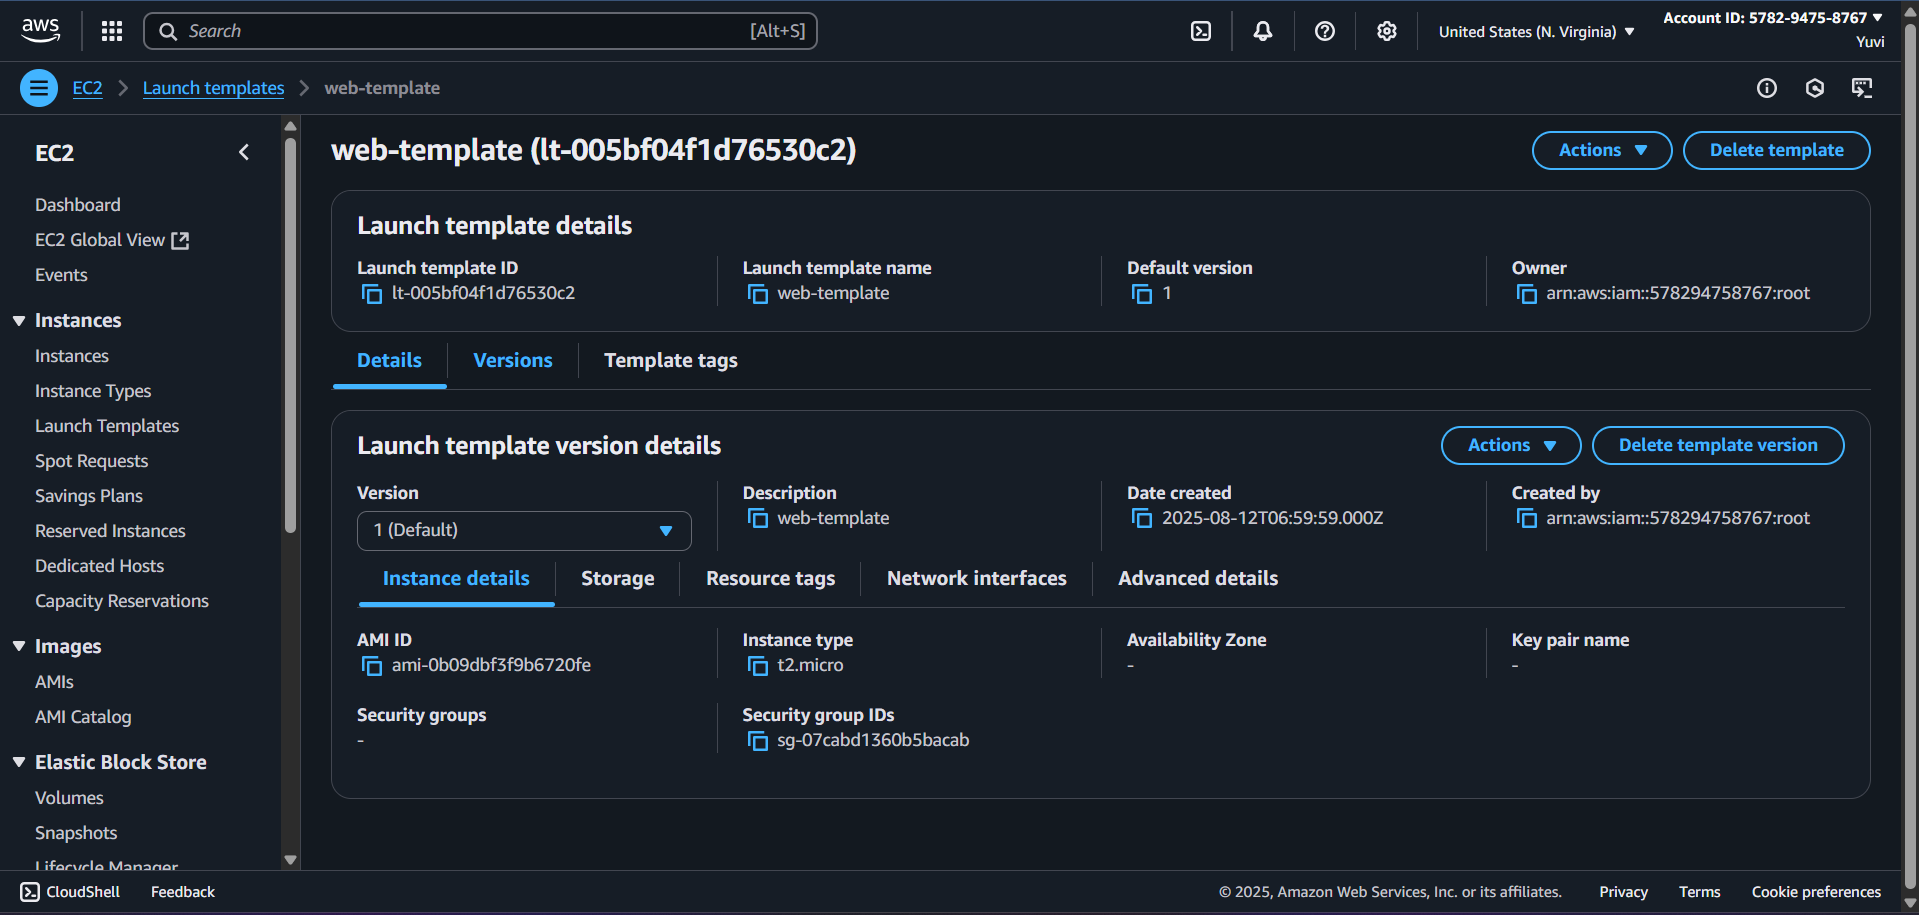 aws
Search
[Alt+S]
United States (N. Virginia)
Account ID: 5782-9475-8767
Yuvi
EC2
Launch templates
web-template
EC2
Dashboard
EC2 Global View
Events
Instances
Instances
Instance Types
Launch Templates
Spot Requests
Savings Plans
Reserved Instances
Dedicated Hosts
Capacity Reservations
Images
AMIs
AMI Catalog
Elastic Block Store
Volumes
Snapshots
Lifecycle Manager
web-template (lt-005bf04f1d76530c2)
Actions
Delete template
Launch template details
Launch template ID
lt-005bf04f1d76530c2
Launch template name
web-template
Default version
1
Owner
arn:aws:iam::578294758767:root
Details
Versions
Template tags
Launch template version details
Actions
Delete template version
Version
1 (Default)
Description
web-template
Date created
2025-08-12T06:59:59.000Z
Created by
arn:aws:iam::578294758767:root
Instance details
Storage
Resource tags
Network interfaces
Advanced details
AMI ID
ami-0b09dbf3f9b6720fe
Instance type
t2.micro
Availability Zone
-
Key pair name
-
Security groups
-
Security group IDs
sg-07cabd1360b5bacab
CloudShell
Feedback
© 2025, Amazon Web Services, Inc. or its affiliates.
Privacy
Terms
Cookie preferences